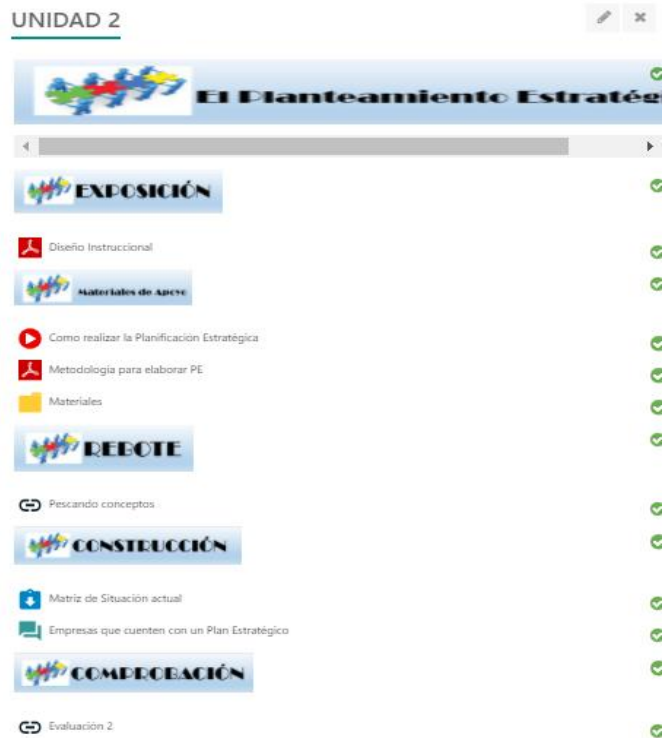 UNIDAD 2
El Planteamiento Estratég
EXPOSICIÓN
Diseño Instruccional
Materiales de Apoyo
Como realizar la Planificación Estratégica
Metodología para elaborar PE
Materiales
REBOTE
Pescando conceptos
CONSTRUCCIÓN
Matriz de Situación actual
Empresas que cuenten con un Plan Estratégico
COMPROBACIÓN
Evaluación 2